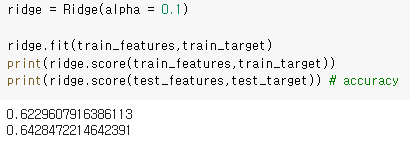 ridge = Ridge(alpha = 0.1)
ridge.fit(train_features,train_target)
print(ridge.score(train_features,train_target))
print(ridge.score(test_features,test_target)) # accuracy
0.6229607916386113
0.6428472214642391